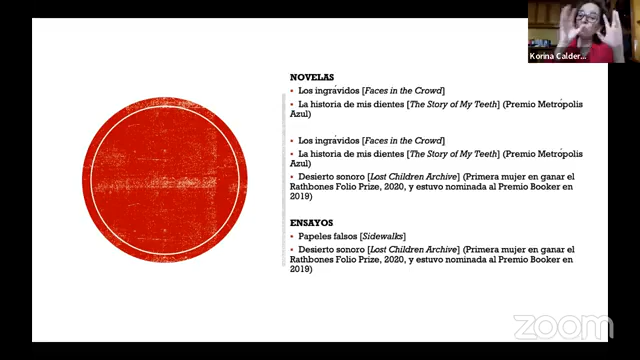 Korina Calder...
NOVELAS
▪ Los ingrávidos [Faces in the Crowd]
▪ La historia de mis dientes [The Story of My Teeth] (Premio Metrópolis
Azul)
▪ Los ingrávidos [Faces in the Crowd]
▪ La historia de mis dientes [The Story of My Teeth] (Premio Metrópolis
Azul)
▪ Desierto sonoro [Lost Children Archive] (Primera mujer en ganar el
Rathbones Folio Prize, 2020, y estuvo nominada al Premio Booker en
2019)
ENSAYOS
▪ Papeles falsos [Sidewalks]
▪ Desierto sonoro [Lost Children Archive] (Primera mujer en ganar el
Rathbones Folio Prize, 2020, y estuvo nominada al Premio Booker en
2019)
zoom